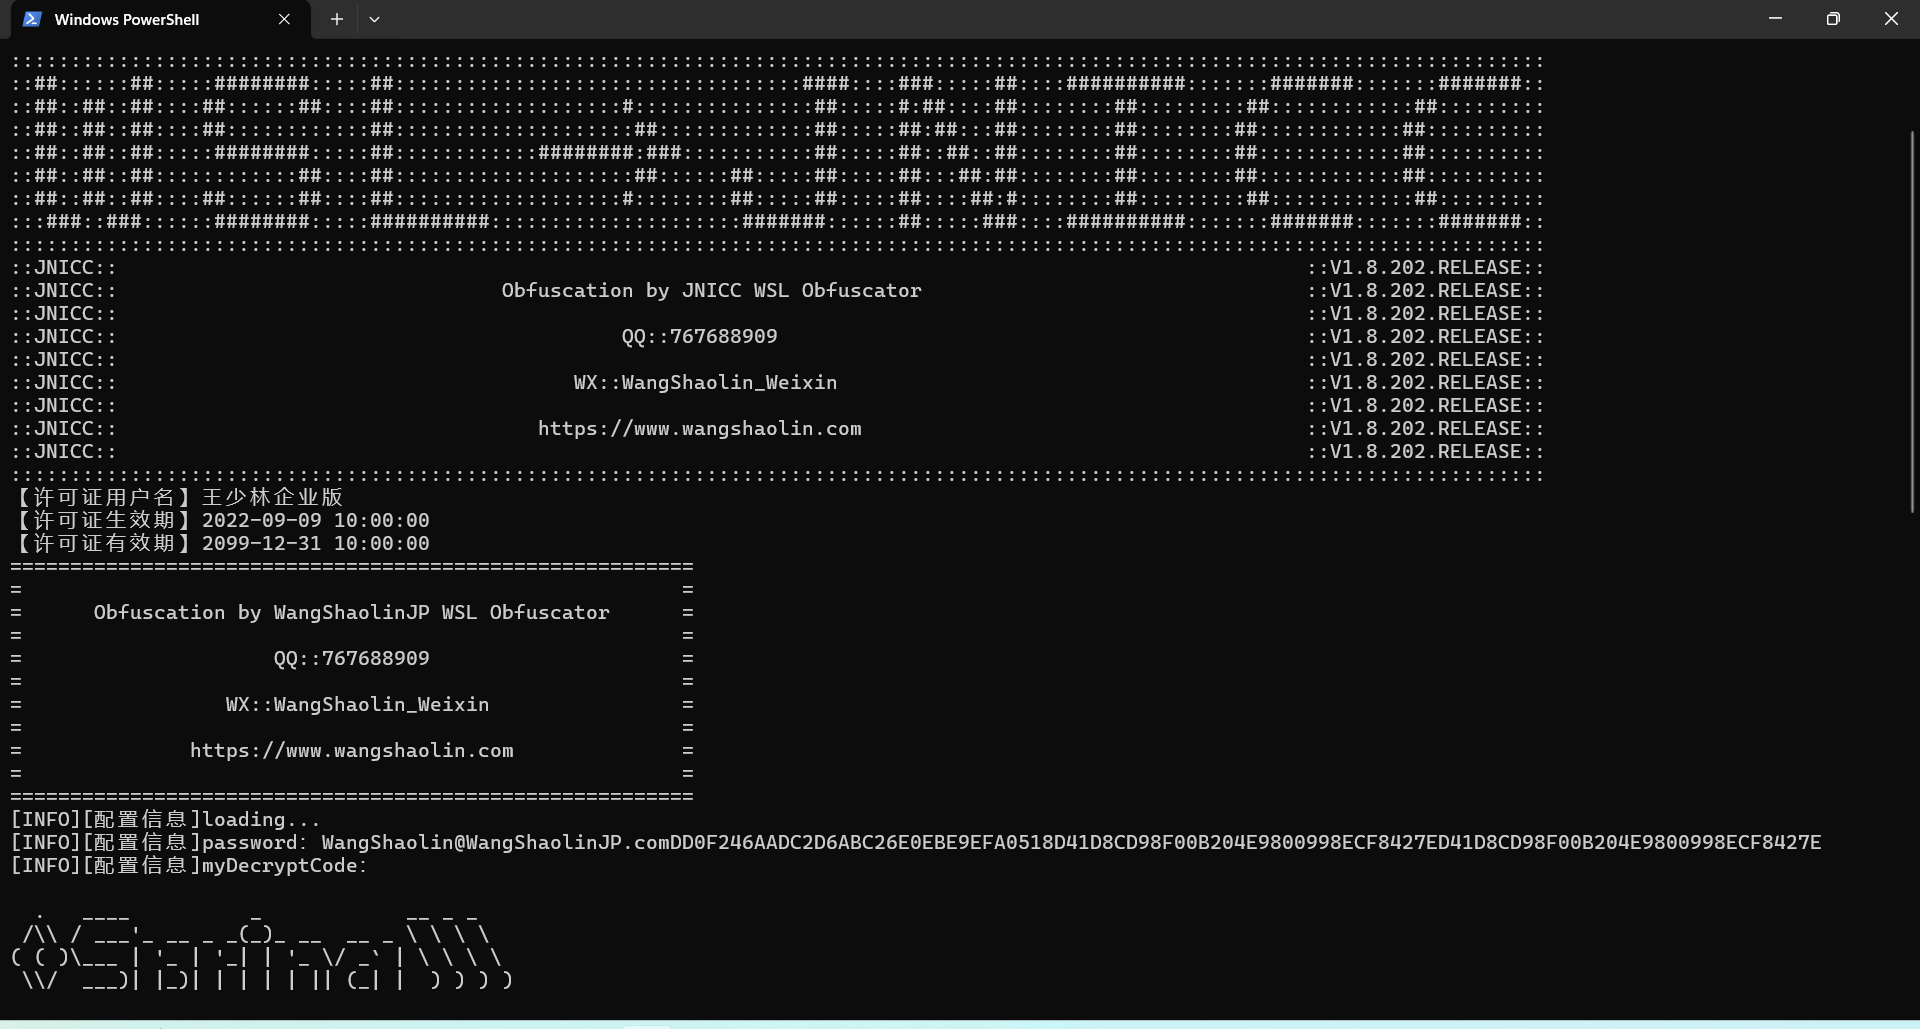 Windows PowerShell
WSL->JNICC
::JNICC:: ::V1.8.202.RELEASE::
::JNICC:: Obfuscation by JNICC WSL Obfuscator ::V1.8.202.RELEASE::
::JNICC:: ::V1.8.202.RELEASE::
::JNICC:: QQ::767688909 ::V1.8.202.RELEASE::
::JNICC:: ::V1.8.202.RELEASE::
::JNICC:: WX::WangShaolin_Weixin ::V1.8.202.RELEASE::
::JNICC:: ::V1.8.202.RELEASE::
::JNICC:: https://www.wangshaolin.com ::V1.8.202.RELEASE::
::JNICC:: ::V1.8.202.RELEASE::
【许可证用户名】王少林企业版
【许可证生效期】2022-09-09 10:00:00
【许可证有效期】2099-12-31 10:00:00
Obfuscation by WangShaolinJP WSL Obfuscator
QQ::767688909
WX::WangShaolin_Weixin
https://www.wangshaolin.com
[INFO][配置信息]loading...
[INFO][配置信息]password: WangShaolin@WangShaolinJP.comDD0F246AADC2D6ABC26E0EBE9EFA0518D41D8CD98F00B204E9800998ECF8427ED41D8CD98F00B204E9800998ECF8427E
[INFO][配置信息]myDecryptCode:
Spring